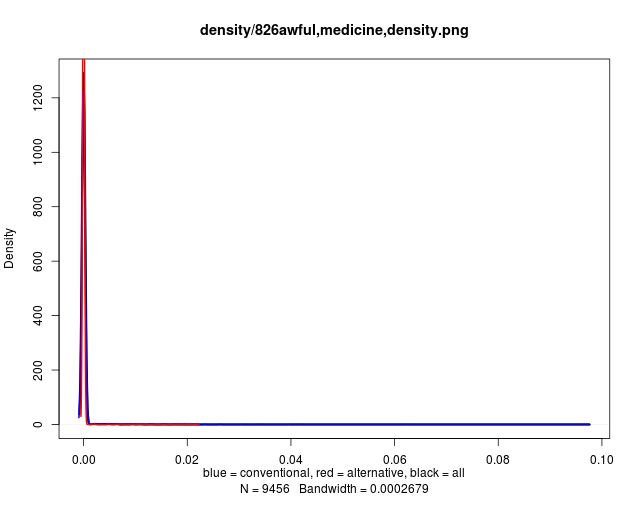 density/826awful,medicine,density.png
Density
0
200
400
600
800
1000
1200
0.00 0.02 0.04 0.06 0.08 0.10
blue = conventional, red = alternative, black = all
N = 9456 Bandwidth = 0.0002679